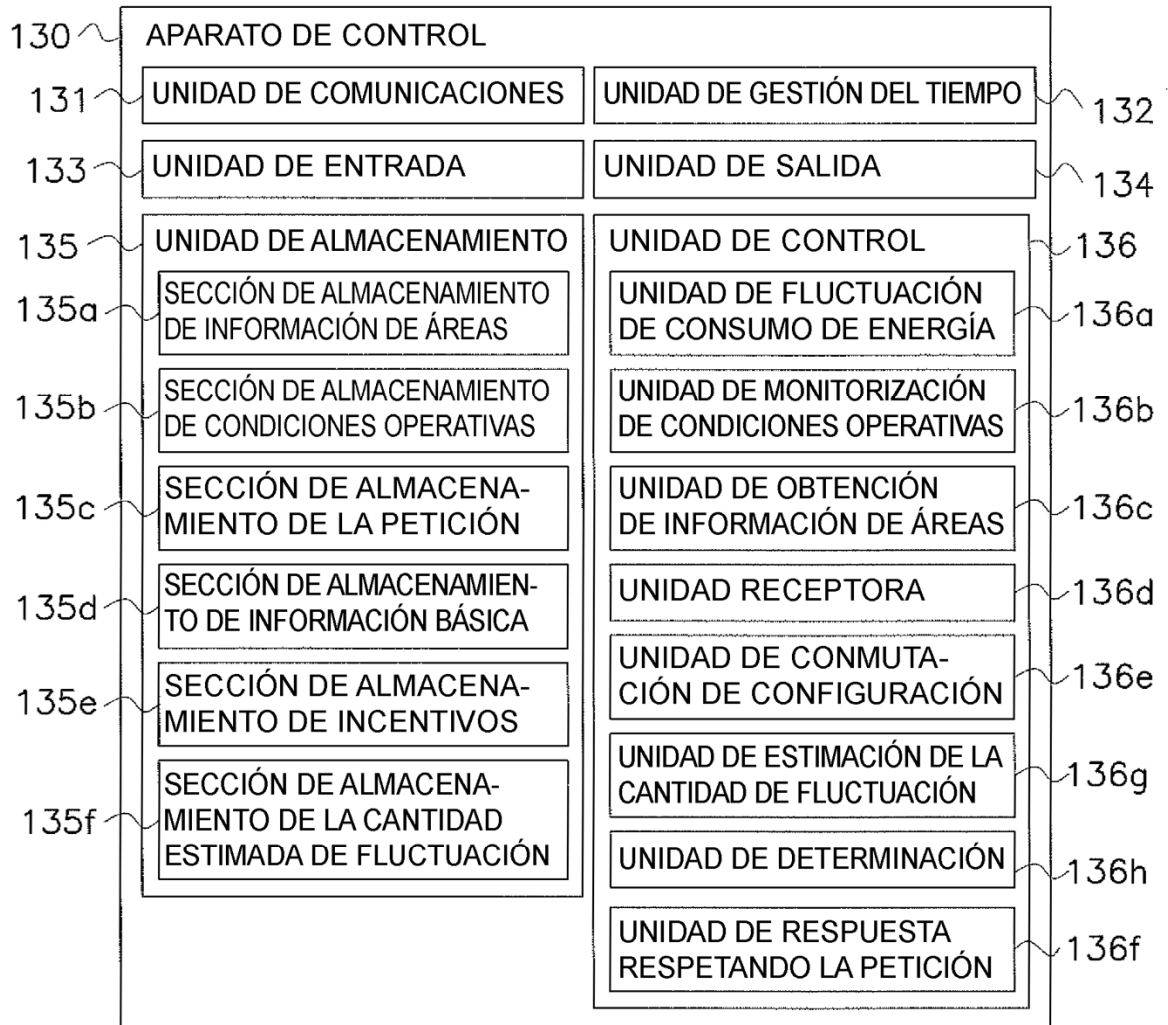 130 APARATO DE CONTROL
131 UNIDAD DE COMUNICACIONES
UNIDAD DE GESTIÓN DEL TIEMPO 132
133 UNIDAD DE ENTRADA
UNIDAD DE SALIDA 134
135 UNIDAD DE ALMACENAMIENTO
135a SECCIÓN DE ALMACENAMIENTO
DE INFORMACIÓN DE ÁREAS
135b SECCIÓN DE ALMACENAMIENTO
DE CONDICIONES OPERATIVAS
135c SECCIÓN DE ALMACENA-
MIENTO DE LA PETICIÓN
135d SECCIÓN DE ALMACENAMIEN-
TO DE INFORMACIÓN BÁSICA
135e SECCIÓN DE ALMACENA-
MIENTO DE INCENTIVOS
135f SECCIÓN DE ALMACENA-
MIENTO DE LA CANTIDAD
ESTIMADA DE FLUCTUACIÓN
UNIDAD DE CONTROL 136
UNIDAD DE FLUCTUACIÓN
DE CONSUMO DE ENERGÍA 136a
UNIDAD DE MONITORIZACIÓN
DE CONDICIONES OPERATIVAS 136b
UNIDAD DE OBTENCIÓN
DE INFORMACIÓN DE ÁREAS 136c
UNIDAD RECEPTORA 136d
UNIDAD DE CONMUTA-
CIÓN DE CONFIGURACIÓN 136e
UNIDAD DE ESTIMACIÓN DE LA
CANTIDAD DE FLUCTUACIÓN 136g
UNIDAD DE DETERMINACIÓN 136h
UNIDAD DE RESPUESTA
RESPETANDO LA PETICIÓN 136f